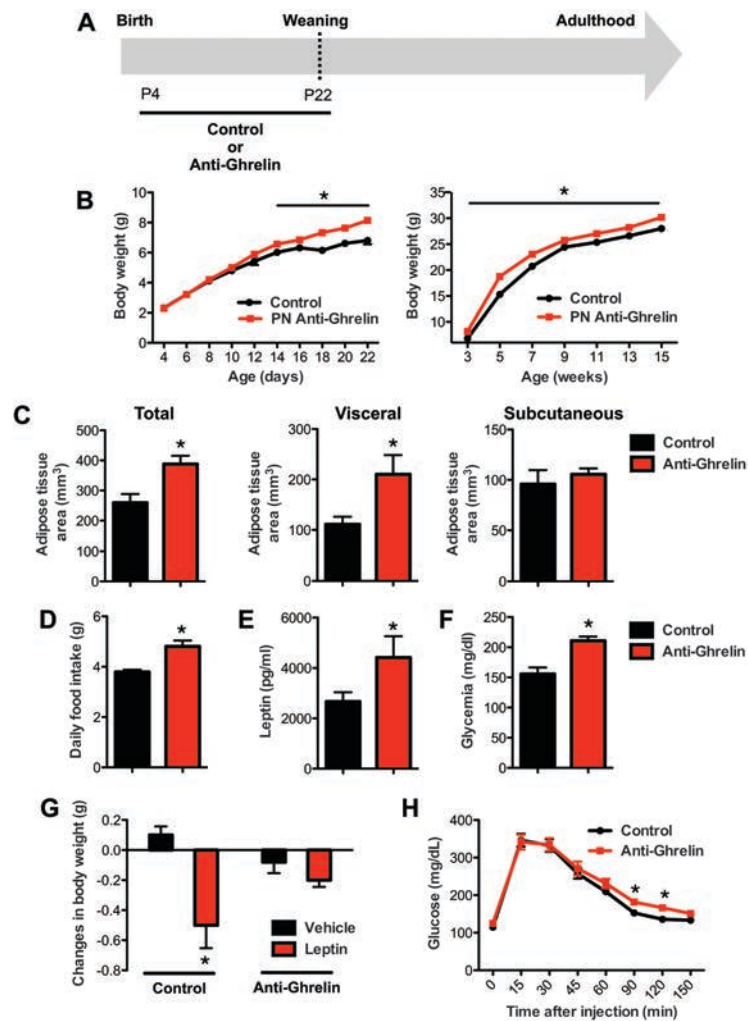 A
Birth Weaning Adulthood
P4 P22
Control
or
Anti-Ghrelin
B
Body weight (g)
10
8
6
4
2
0
*
Control
PN Anti-Ghrelin
4 6 8 10 12 14 16 18 20 22
Age (days)
Body weight (g)
35
30
25
20
15
10
*
Control
PN Anti-Ghrelin
3 5 7 9 11 13 15
Age (weeks)
C
Total
Adipose tissue
area (mm³)
500
400
300
200
100
0
*
Visceral
Adipose tissue
area (mm³)
300
200
100
0
*
Subcutaneous
Adipose tissue
area (mm³)
150
100
50
0
Control
Anti-Ghrelin
D
Daily food intake (g)
6
4
2
0
*
E
Leptin (pg/ml)
6000
4000
2000
0
*
F
Glycemia (mg/dl)
250
200
150
100
50
0
*
Control
Anti-Ghrelin
G
Changes in body weight (g)
0.2
0.0
-0.2
-0.4
-0.6
-0.8
*
Vehicle
Leptin
Control Anti-Ghrelin
H
Glucose (mg/dL)
400
300
200
100
0
Control
Anti-Ghrelin
* *
0 15 30 45 60 90 120 150
Time after injection (min)